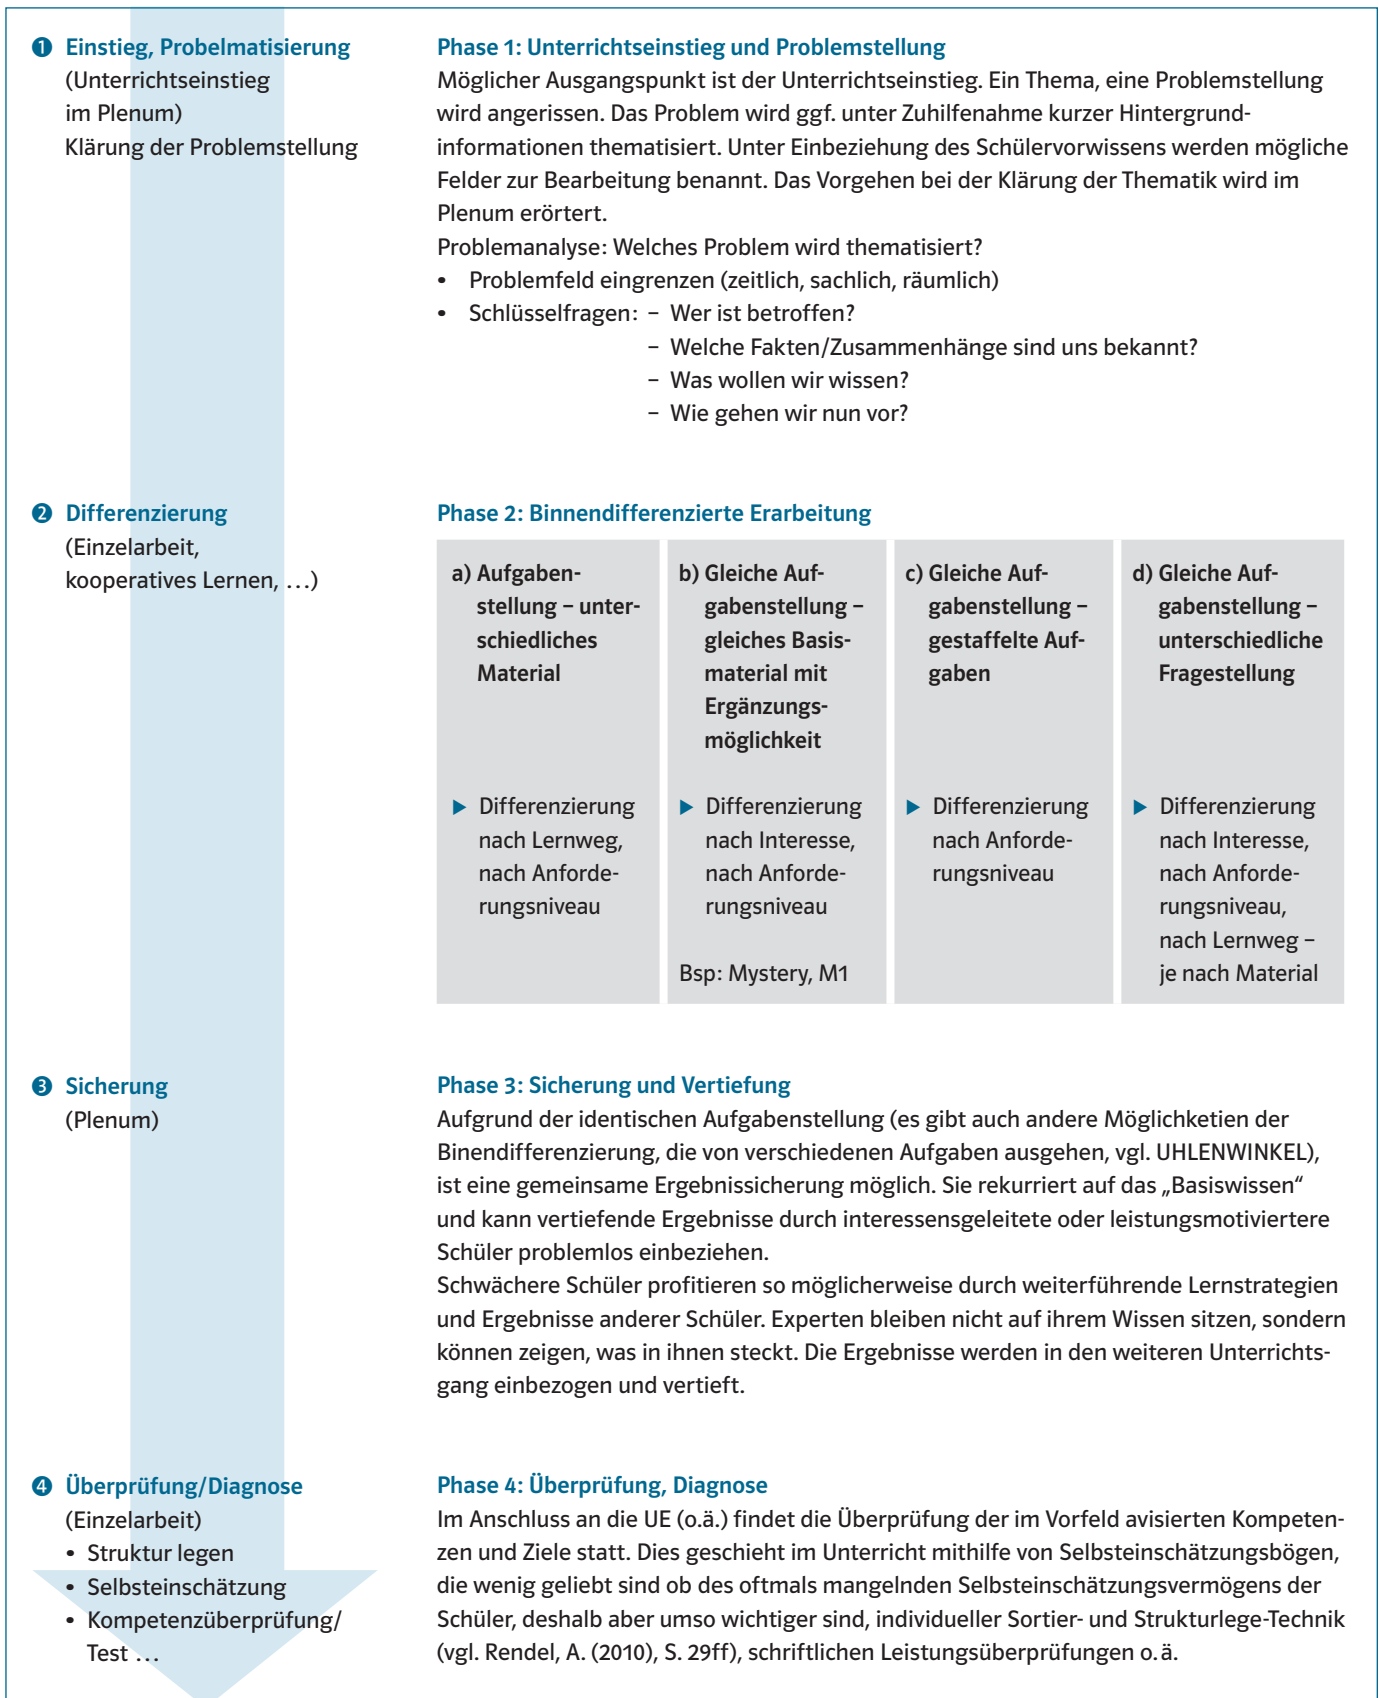 ❶ Einstieg, Probelmatisierung
(Unterrichtseinstieg
im Plenum)
Klärung der Problemstellung
Phase 1: Unterrichtseinstieg und Problemstellung
Möglicher Ausgangspunkt ist der Unterrichtseinstieg. Ein Thema, eine Problemstellung
wird angerissen. Das Problem wird ggf. unter Zuhilfenahme kurzer Hintergrund-
informationen thematisiert. Unter Einbeziehung des Schülervorwissens werden mögliche
Felder zur Bearbeitung benannt. Das Vorgehen bei der Klärung der Thematik wird im
Plenum erörtert.
Problemanalyse: Welches Problem wird thematisiert?
• Problemfeld eingrenzen (zeitlich, sachlich, räumlich)
• Schlüsselfragen: – Wer ist betroffen?
– Welche Fakten/Zusammenhänge sind uns bekannt?
– Was wollen wir wissen?
– Wie gehen wir nun vor?
❷ Differenzierung
(Einzelarbeit,
kooperatives Lernen, …)
Phase 2: Binnendifferenzierte Erarbeitung
a) Aufgaben-
stellung – unter-
schiedliches
Material
▶ Differenzierung
nach Lernweg,
nach Anforde-
rungsniveau
b) Gleiche Auf-
gabenstellung –
gleiches Basis-
material mit
Ergänzungs-
möglichkeit
▶ Differenzierung
nach Interesse,
nach Anforde-
rungsniveau
Bsp: Mystery, M1
c) Gleiche Auf-
gabenstellung –
gestaffelte Auf-
gaben
▶ Differenzierung
nach Anforde-
rungsniveau
d) Gleiche Auf-
gabenstellung –
unterschiedliche
Fragestellung
▶ Differenzierung
nach Interesse,
nach Anforde-
rungsniveau,
nach Lernweg –
je nach Material
❸ Sicherung
(Plenum)
Phase 3: Sicherung und Vertiefung
Aufgrund der identischen Aufgabenstellung (es gibt auch andere Möglichketien der
Binendifferenzierung, die von verschiedenen Aufgaben ausgehen, vgl. UHLENWINKEL),
ist eine gemeinsame Ergebnissicherung möglich. Sie rekurriert auf das „Basiswissen“
und kann vertiefende Ergebnisse durch interessensgeleitete oder leistungsmotiviertere
Schüler problemlos einbeziehen.
Schwächere Schüler profitieren so möglicherweise durch weiterführende Lernstrategien
und Ergebnisse anderer Schüler. Experten bleiben nicht auf ihrem Wissen sitzen, sondern
können zeigen, was in ihnen steckt. Die Ergebnisse werden in den weiteren Unterrichts-
gang einbezogen und vertieft.
❹ Überprüfung/Diagnose
(Einzelarbeit)
• Struktur legen
• Selbsteinschätzung
• Kompetenzüberprüfung/
Test …
Phase 4: Überprüfung, Diagnose
Im Anschluss an die UE (o.ä.) findet die Überprüfung der im Vorfeld avisierten Kompeten-
zen und Ziele statt. Dies geschieht im Unterricht mithilfe von Selbsteinschätzungsbögen,
die wenig geliebt sind ob des oftmals mangelnden Selbsteinschätzungsvermögens der
Schüler, deshalb aber umso wichtiger sind, individueller Sortier- und Strukturlege-Technik
(vgl. Rendel, A. (2010), S. 29ff), schriftlichen Leistungsüberprüfungen o. ä.